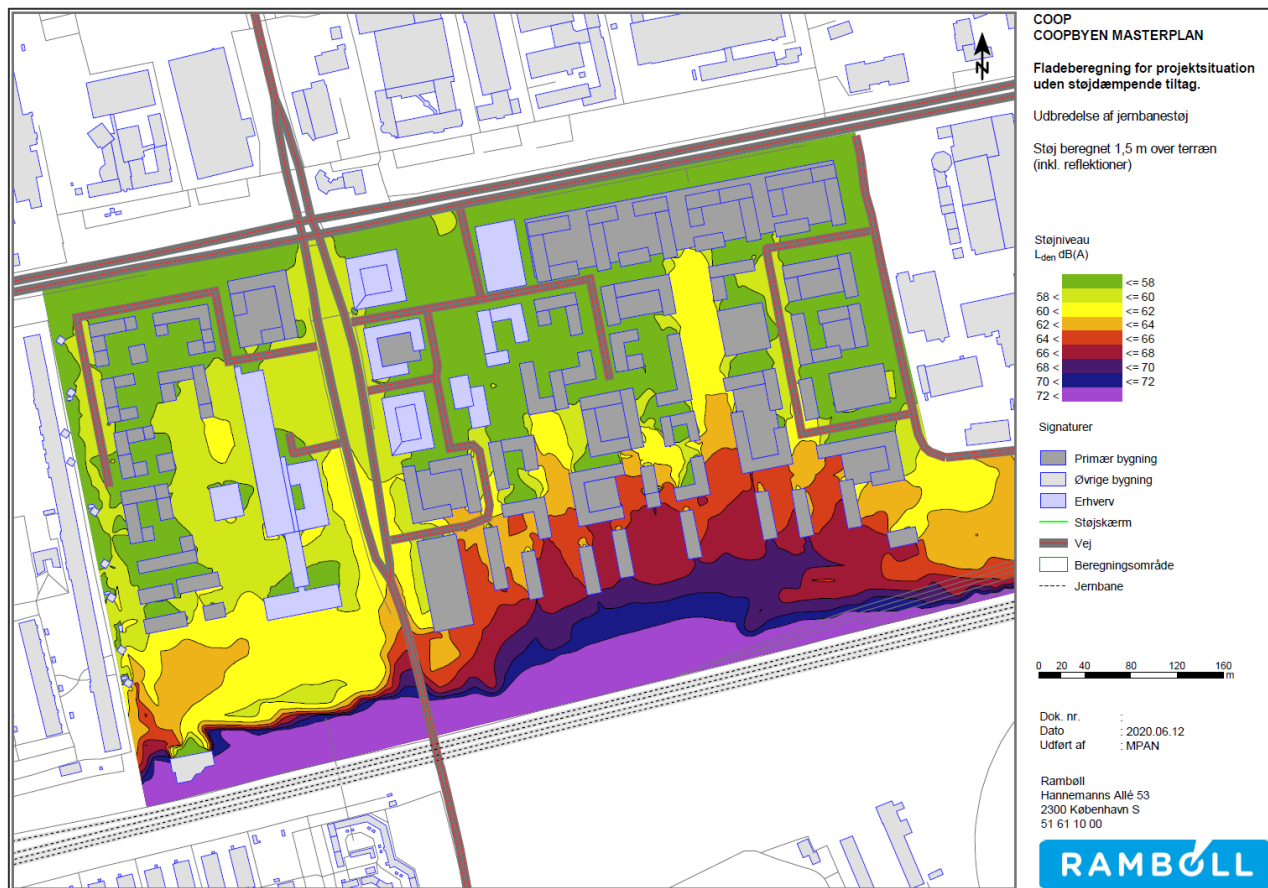 COOP
COOPBYEN MASTERPLAN
N
Fladeberegning for projektsituation
uden støjdæmpende tiltag.
Udbredelse af jernbanestøj
Støj beregnet 1,5 m over terræn
(inkl. reflektioner)
Støjniveau
Lden dB(A)
<= 58
58 < <= 60
60 < <= 62
62 < <= 64
64 < <= 66
66 < <= 68
68 < <= 70
70 < <= 72
72 <
Signaturer
Primær bygning
Øvrige bygning
Erhverv
Støjskærm
Vej
Beregningsområde
Jernbane
0 20 40 80 120 160
m
Dok. nr. :
Dato : 2020.06.12
Udført af : MPAN
Rambøll
Hannemanns Allé 53
2300 København S
51 61 10 00
RAMBOLL